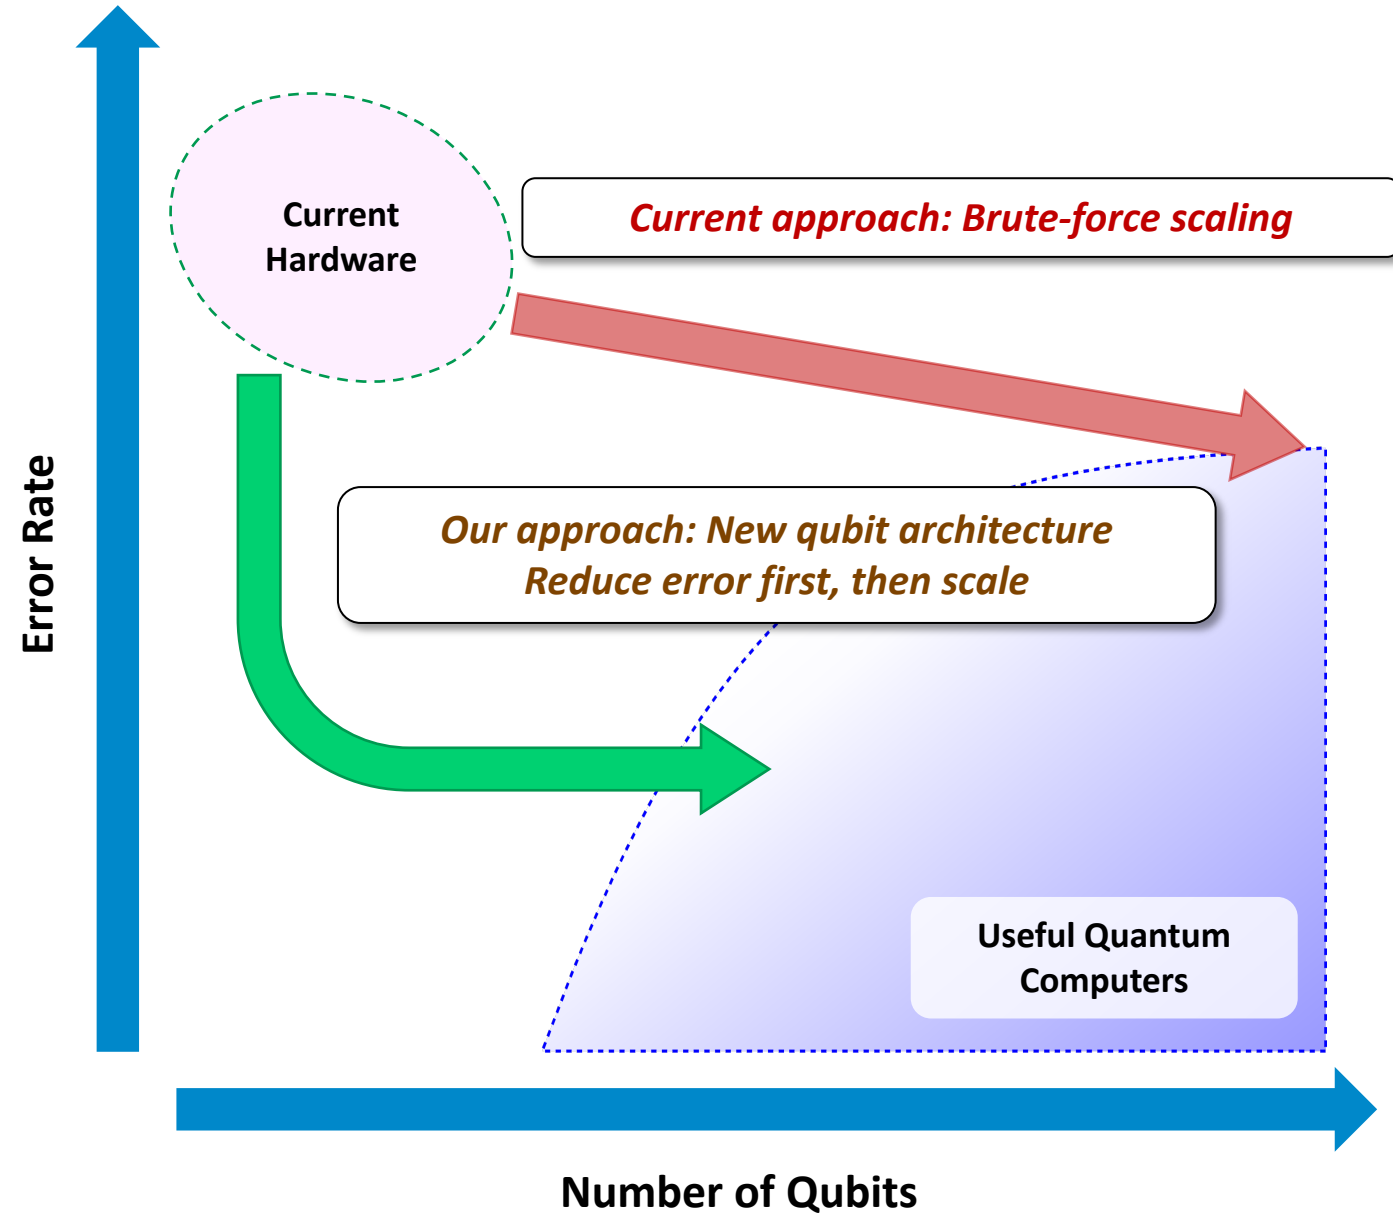 Current
Hardware
Current approach: Brute-force scaling
Our approach: New qubit architecture
Reduce error first, then scale
Error Rate
Useful Quantum
Computers
Number of Qubits